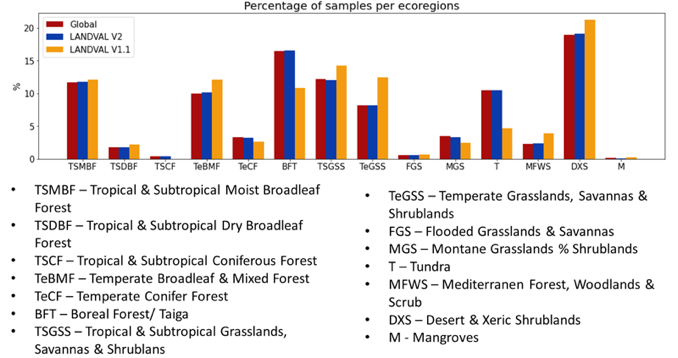 Percentage of samples per ecoregions
Global
LANDVAL V2
LANDVAL V1.1
%
20
15
10
5
0
TSMBF TSDBF TSCF TeBMF TeCF BFT TSGSS TeGSS FGS MGS T MFWS DXS M
• TSMBF – Tropical & Subtropical Moist Broadleaf
Forest
• TSDBF – Tropical & Subtropical Dry Broadleaf
Forest
• TSCF – Tropical & Subtropical Coniferous Forest
• TeBMF – Temperate Broadleaf & Mixed Forest
• TeCF – Temperate Conifer Forest
• BFT – Boreal Forest/ Taiga
• TSGSS – Tropical & Subtropical Grasslands,
Savannas & Shrublans
• TeGSS – Temperate Grasslands, Savannas &
Shrublands
• FGS – Flooded Grasslands & Savannas
• MGS – Montane Grasslands % Shrublands
• T – Tundra
• MFWS – Mediterranen Forest, Woodlands &
Scrub
• DXS – Desert & Xeric Shrublands
• M - Mangroves